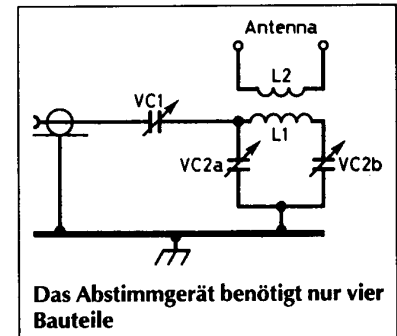 Antenna
L2
VC1
L1
VC2a
VC2b
Das Abstimmgerät benötigt nur vier
Bauteile